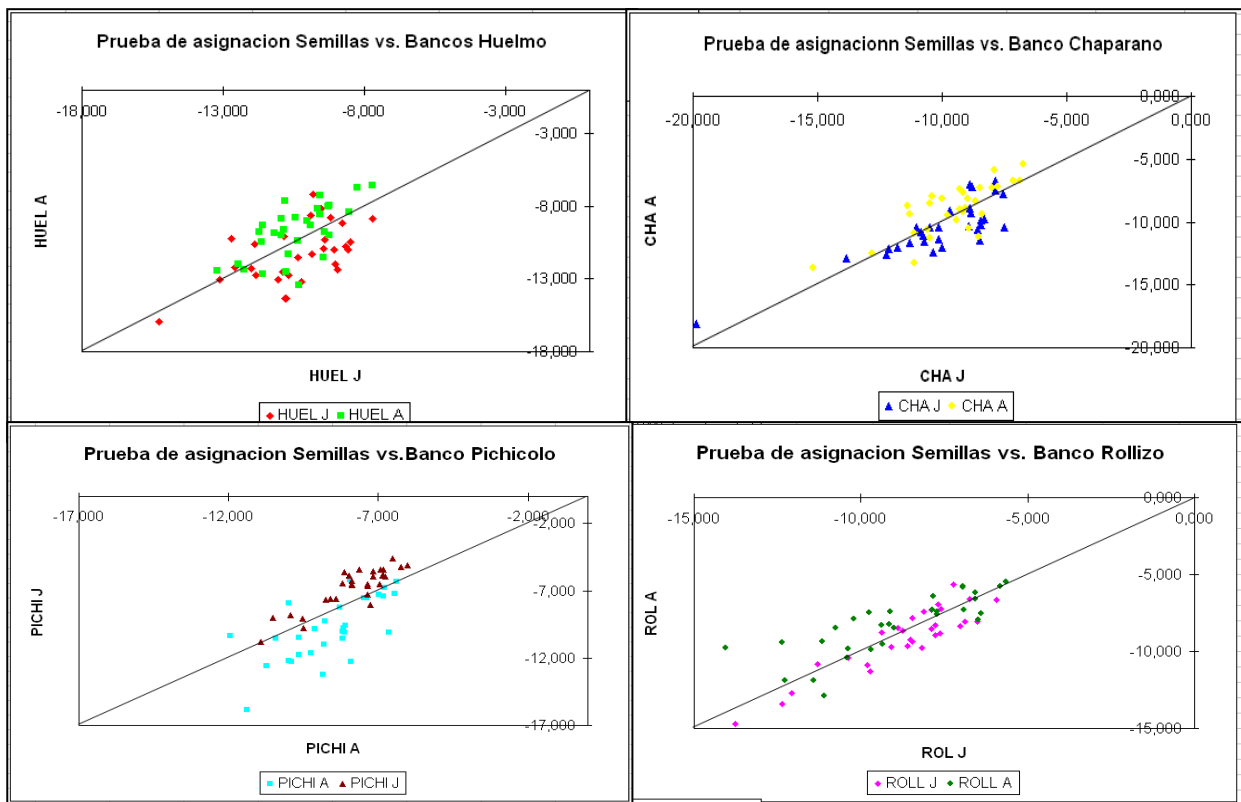 Prueba de asignacion Semillas vs. Bancos Huelmo
-18,000 -13,000 -8,000 -3,000
-3,000
-8,000
-13,000
-18,000
HUEL A
HUEL J
HUEL J HUEL A
Prueba de asignacionn Semillas vs. Banco Chaparano
-20,000 -15,000 -10,000 -5,000 0,000
0,000
-5,000
-10,000
-15,000
-20,000
CHA A
CHA J
CHA J CHA A
Prueba de asignacion Semillas vs.Banco Pichicolo
-17,000 -12,000 -7,000 -2,000
-2,000
-7,000
-12,000
-17,000
PICHI J
PICHI A
PICHI A PICHI J
Prueba de asignacion Semillas vs. Banco Rollizo
-15,000 -10,000 -5,000 0,000
0,000
-5,000
-10,000
-15,000
ROL A
ROL J
ROLL J ROLL A